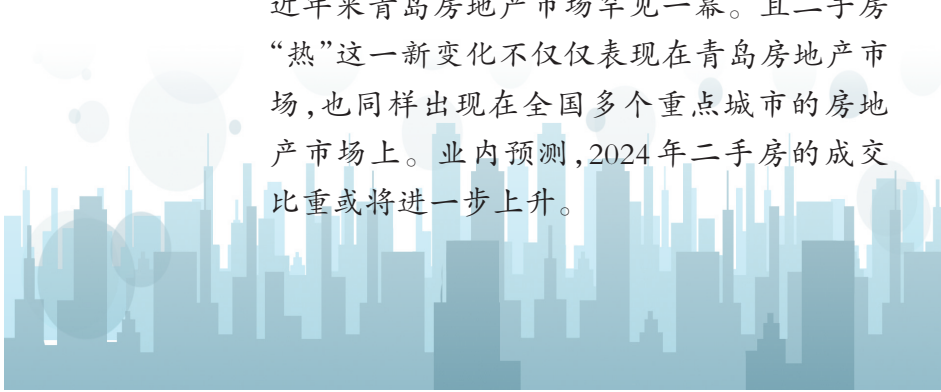 近年来青岛房地产市场罕见一幕。且二手房
“热”这一新变化不仅仅表现在青岛房地产市
场，也同样出现在全国多个重点城市的房地
产市场上。业内预测，2024年二手房的成交
比重或将进一步上升。